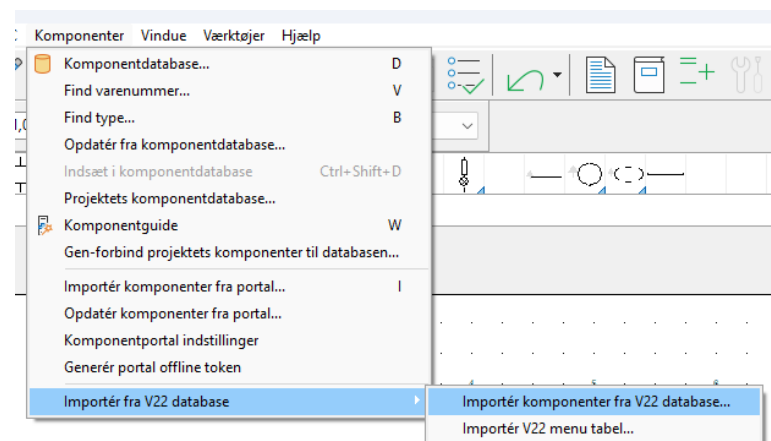 Komponenter Vindue Værktøjer Hjælp
Komponentdatabase... D
Find varenummer... V
Find type... B
Opdatér fra komponentdatabase...
Indsæt i komponentdatabase Ctrl+Shift+D
Projektets komponentdatabase...
Komponentguide W
Gen-forbind projektets komponenter til databasen...
Importér komponenter fra portal... I
Opdatér komponenter fra portal...
Komponentportal indstillinger
Generér portal offline token
Importér fra V22 database
Importér komponenter fra V22 database...
Importér V22 menu tabel...